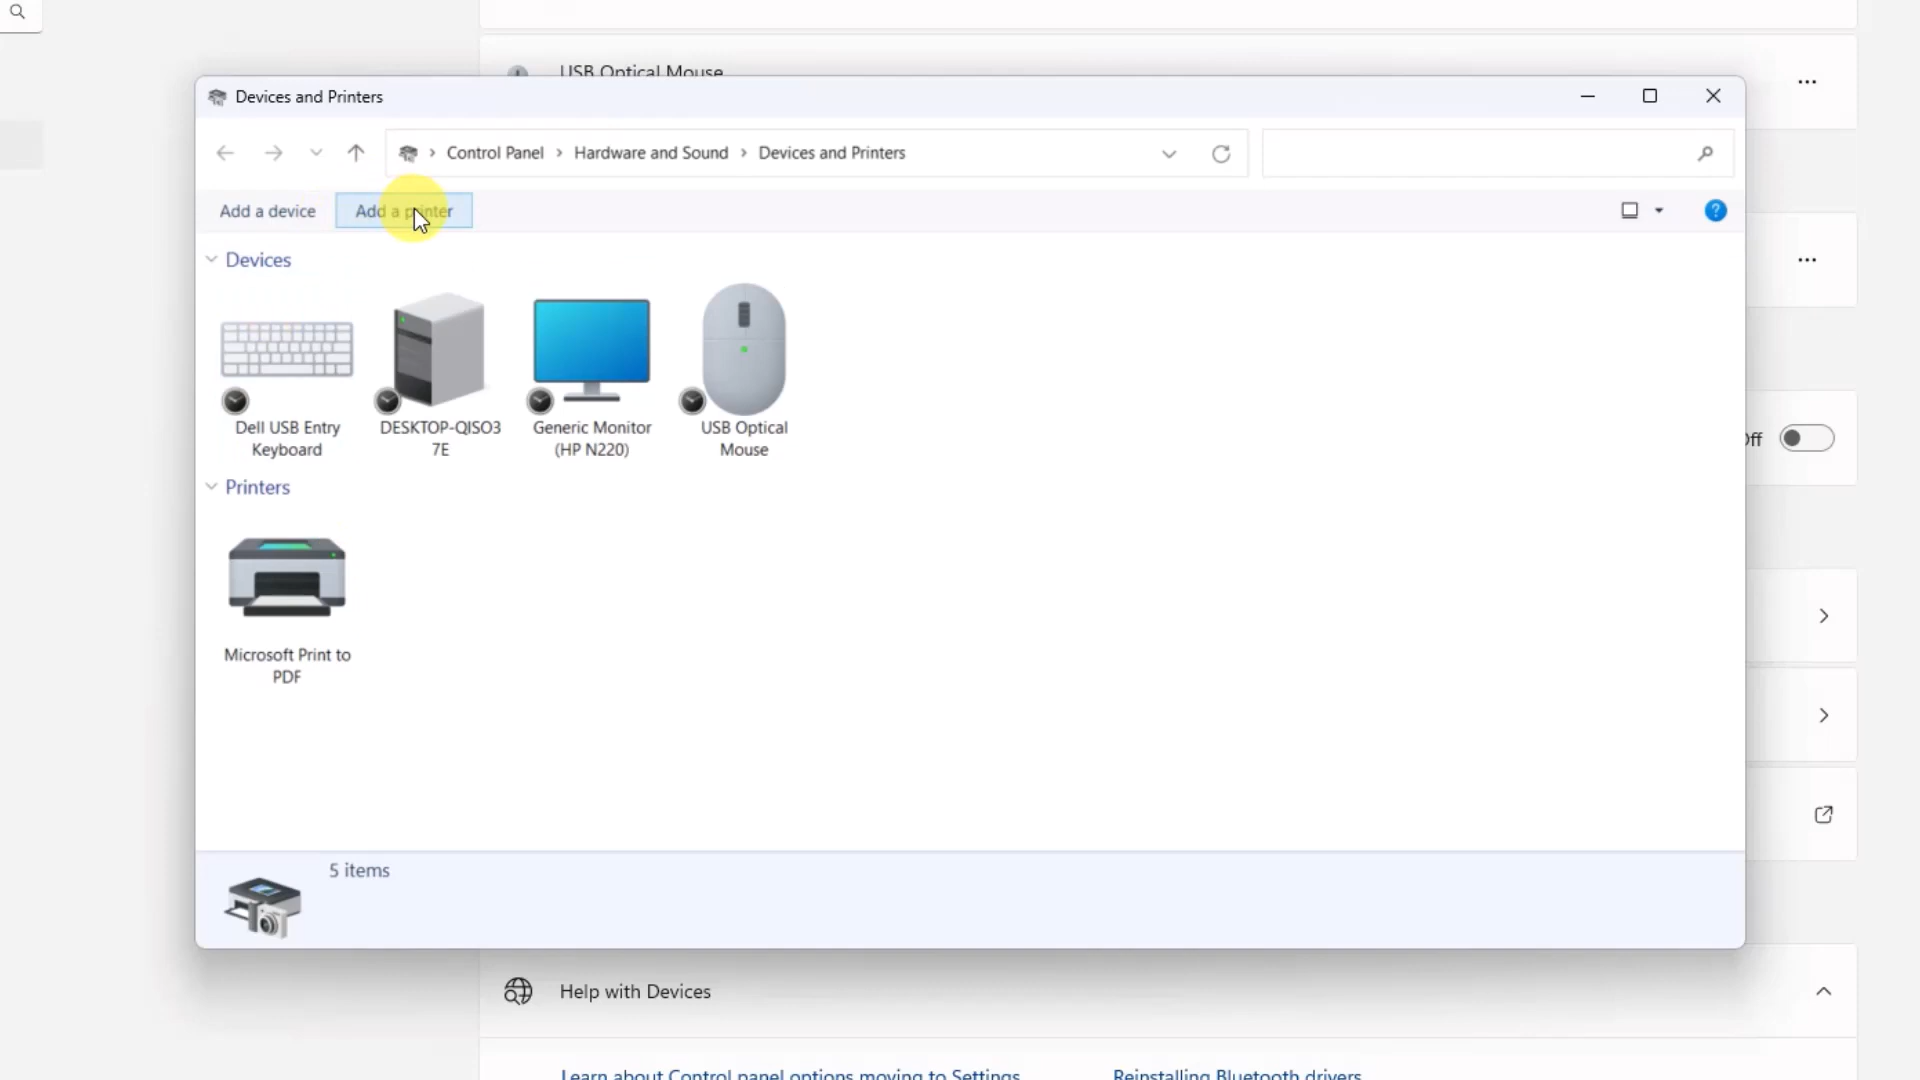 USB Optical Mouse
Devices and Printers
Control Panel > Hardware and Sound > Devices and Printers
Add a device Add a printer
Devices
Dell USB Entry
Keyboard
DESKTOP-QISO3
7E
Generic Monitor
(HP N220)
USB Optical
Mouse
Off
Printers
Microsoft Print to
PDF
5 items
Help with Devices
Learn about Control panel options moving to Settings
Reinstalling Bluetooth drivers